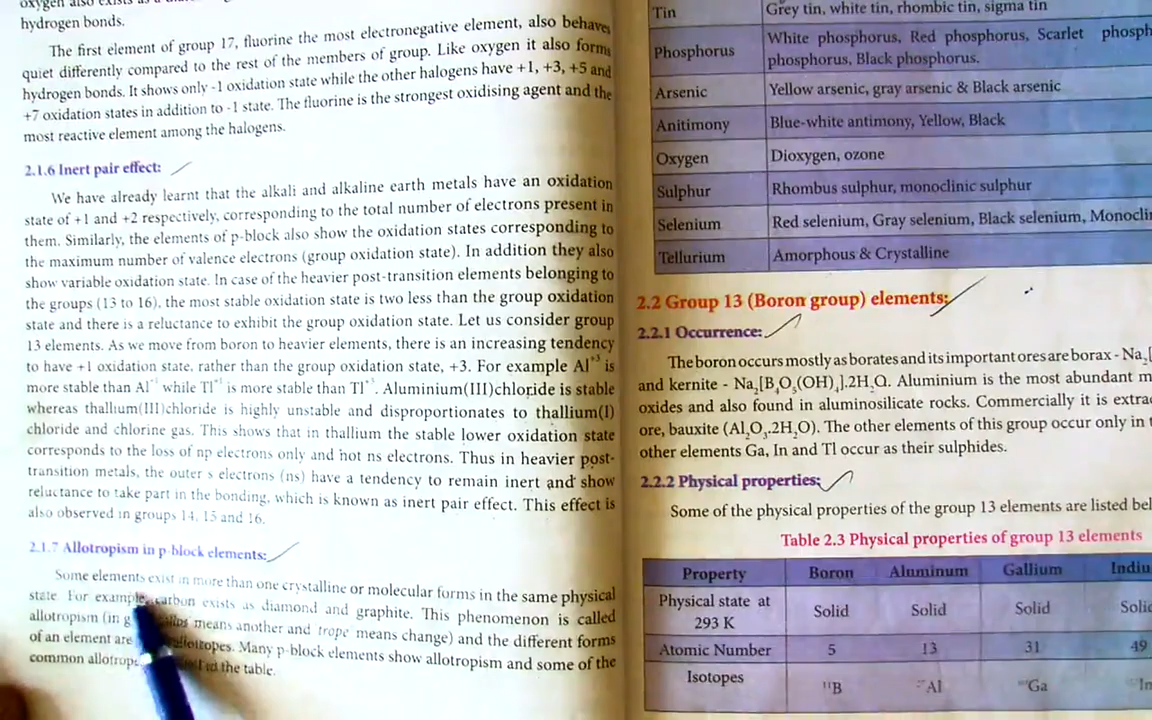 hydrogen bonds.
The first element of group 17, fluorine the most electronegative element, also behaves
quiet differently compared to the rest of the members of group. Like oxygen it also forms
hydrogen bonds. It shows only -1 oxidation state while the other halogens have +1, +3, +5 and
+7 oxidation states in addition to -1 state. The fluorine is the strongest oxidising agent and the
most reactive element among the halogens.
2.1.6 Inert pair effect:
We have already learnt that the alkali and alkaline earth metals have an oxidation
state of +1 and +2 respectively, corresponding to the total number of electrons present in
them. Similarly, the elements of p-block also show the oxidation states corresponding to
the maximum number of valence electrons (group oxidation state). In addition they also
show variable oxidation state. In case of the heavier post-transition elements belonging to
the groups (13 to 16), the most stable oxidation state is two less than the group oxidation
state and there is a reluctance to exhibit the group oxidation state. Let us consider group
13 elements. As we move from boron to heavier elements, there is an increasing tendency
to have +1 oxidation state, rather than the group oxidation state, +3. For example Al⁺³ is
more stable than Al⁺¹ while Tl⁺¹ is more stable than Tl⁺³. Aluminium(III)chloride is stable
whereas thallium(III)chloride is highly unstable and disproportionates to thallium(I)
chloride and chlorine gas. This shows that in thallium the stable lower oxidation state
corresponds to the loss of np electrons only and not ns electrons. Thus in heavier post-
transition metals, the outer s electrons (ns) have a tendency to remain inert and show
reluctance to take part in the bonding, which is known as inert pair effect. This effect is
also observed in groups 14, 15 and 16.
2.1.7 Allotropism in p-block elements:
Some elements exist in more than one crystalline or molecular forms in the same physical
state. For example, carbon exists as diamond and graphite. This phenomenon is called
allotropism (in means another and trope means change) and the different forms
of an element are allotropes. Many p-block elements show allotropism and some of the
common in the table.
Tin Grey tin, white tin, rhombic tin, sigma tin
Phosphorus White phosphorus, Red phosphorus, Scarlet
phosphorus, Black phosphorus.
Arsenic Yellow arsenic, gray arsenic & Black arsenic
Anitimony Blue-white antimony, Yellow, Black
Oxygen Dioxygen, ozone
Sulphur Rhombus sulphur, monoclinic sulphur
Selenium Red selenium, Gray selenium, Black selenium,
Tellurium Amorphous & Crystalline
2.2 Group 13 (Boron group) elements:
2.2.1 Occurrence:
The boron occurs mostly as borates and its important ores are borax - Na₂[
and kernite - Na₂[B₄O₅(OH)₄].2H₂O. Aluminium is the most abundant
oxides and also found in aluminosilicate rocks. Commercially it is
ore, bauxite (Al₂O₃.2H₂O). The other elements of this group occur only in
other elements Ga, In and Tl occur as their sulphides.
2.2.2 Physical properties:
Some of the physical properties of the group 13 elements are listed
Table 2.3 Physical properties of group 13 elements
Property Boron Aluminum Gallium
Physical state at 293 K Solid Solid Solid
Atomic Number 5 13 31 49
Isotopes ¹¹B ²⁷Al Ga In